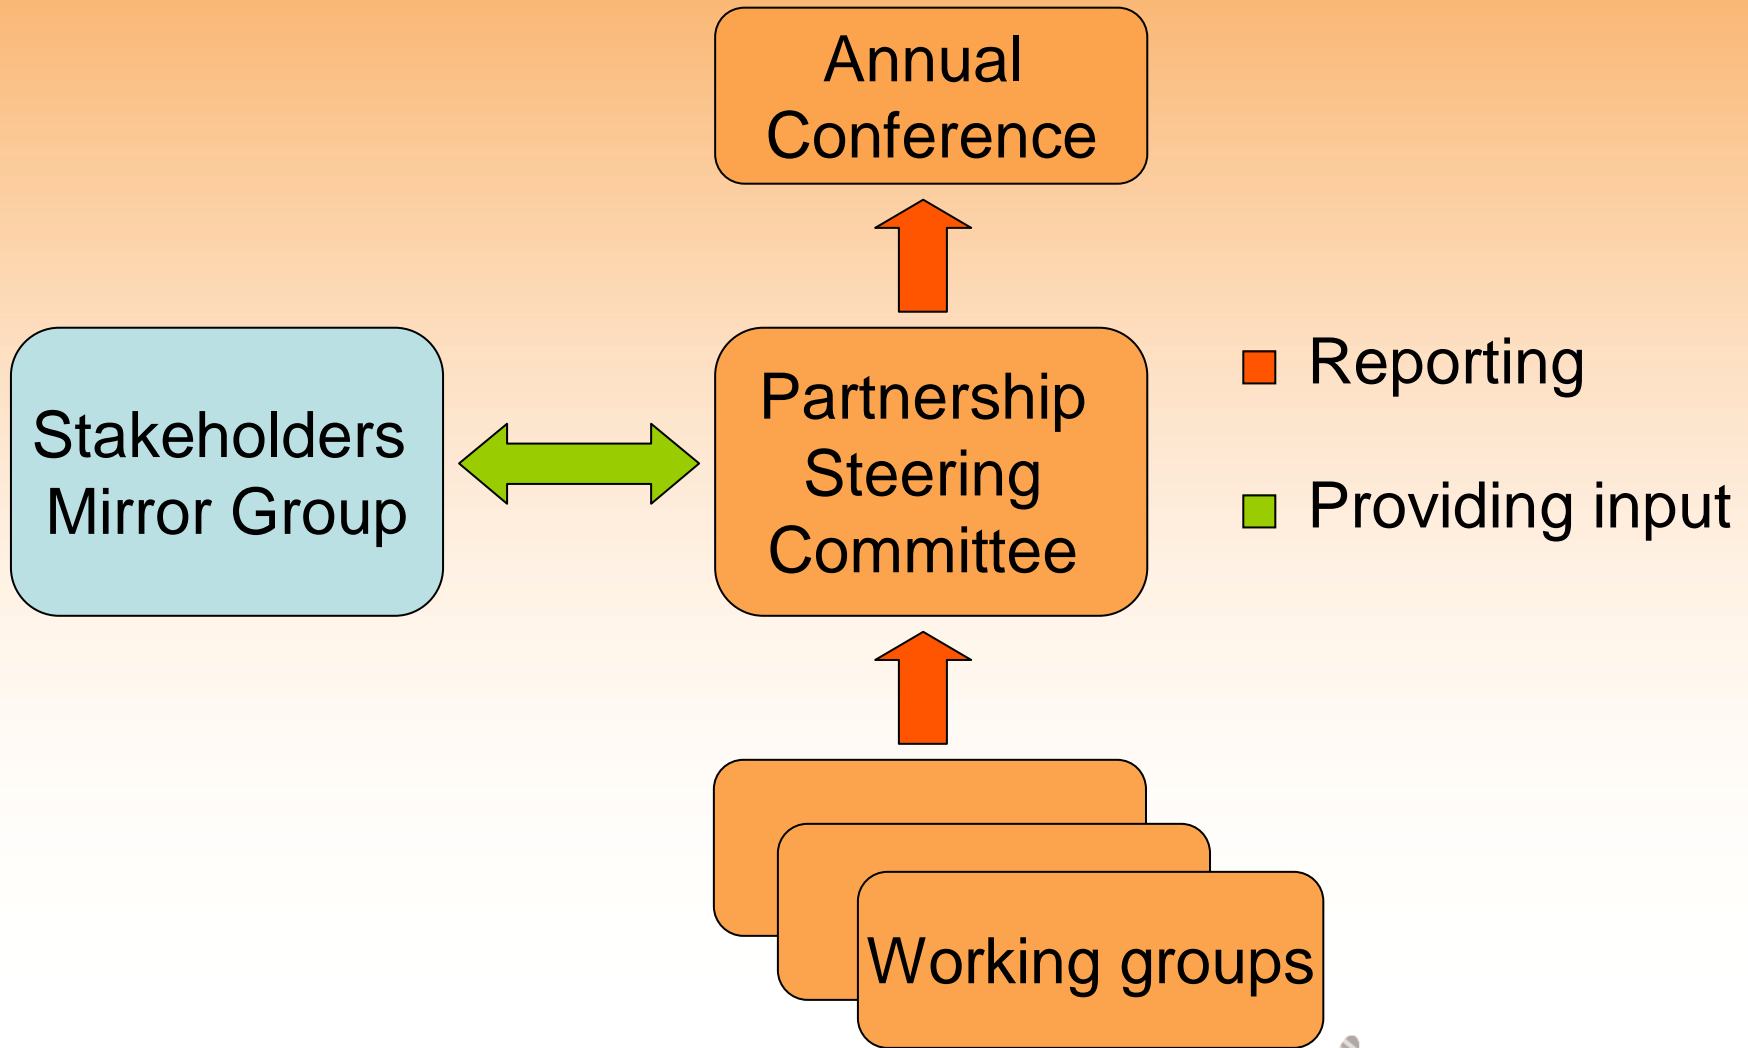 Annual
Conference
Stakeholders
Mirror Group
Partnership
Steering
Committee
Reporting
Providing input
Working groups